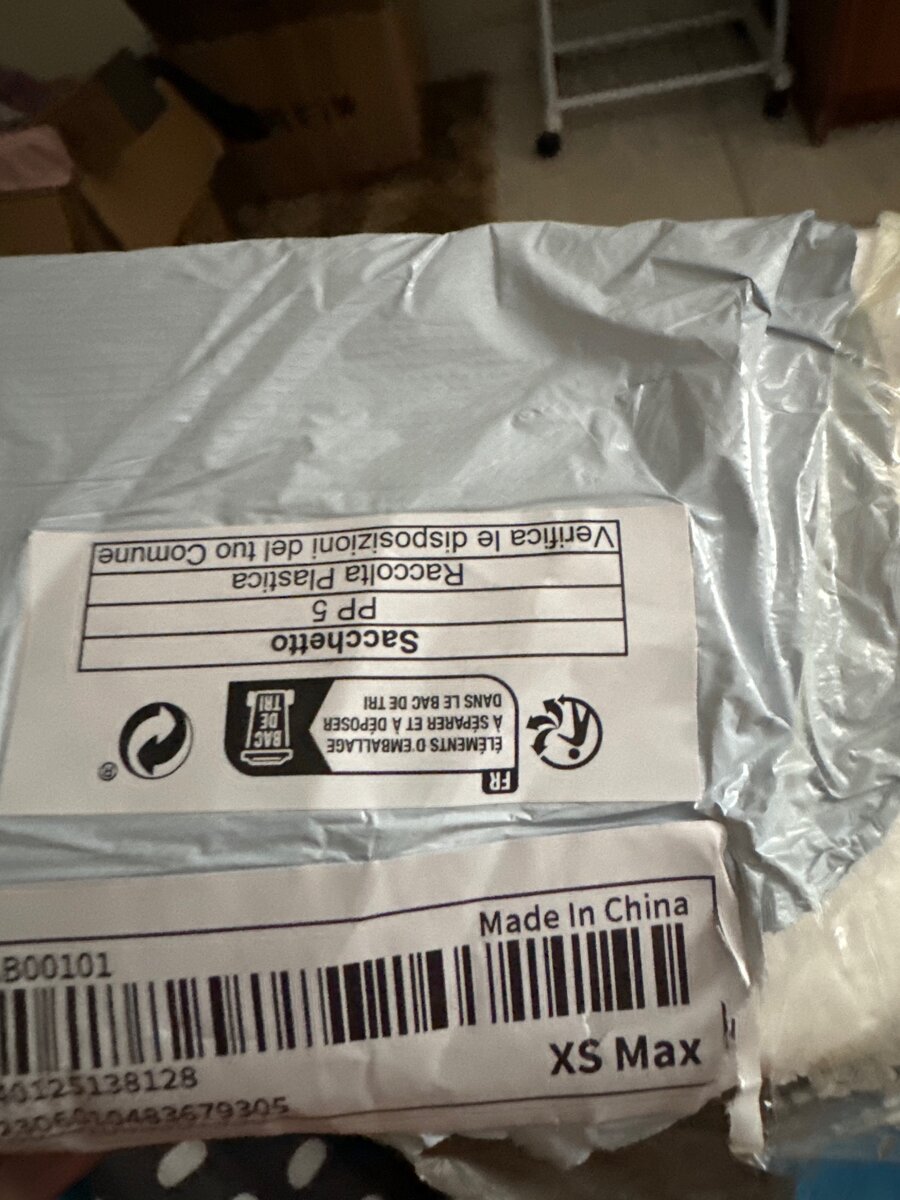 Sacchetto
PP 5
Raccolta Plastica
Verifica le disposizioni del tuo Comune
FR
ÉLÉMENTS D'EMBALLAGE
À SÉPARER ET À DÉPOSER
DANS LE BAC DE TRI
BAC
DE
TRI
®
Made In China
B00101
XS Max
40125138128